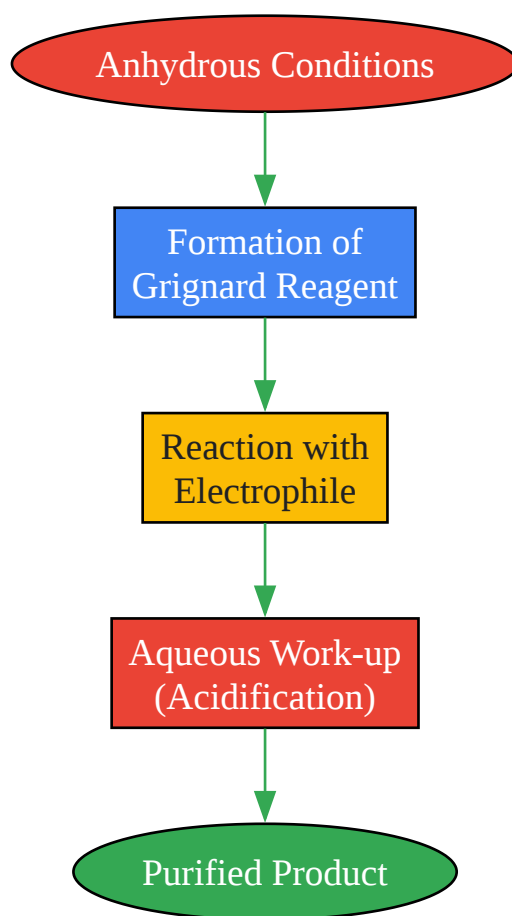 Anhydrous Conditions
Formation of
Grignard Reagent
Reaction with
Electrophile
Aqueous Work-up
(Acidification)
Purified Product